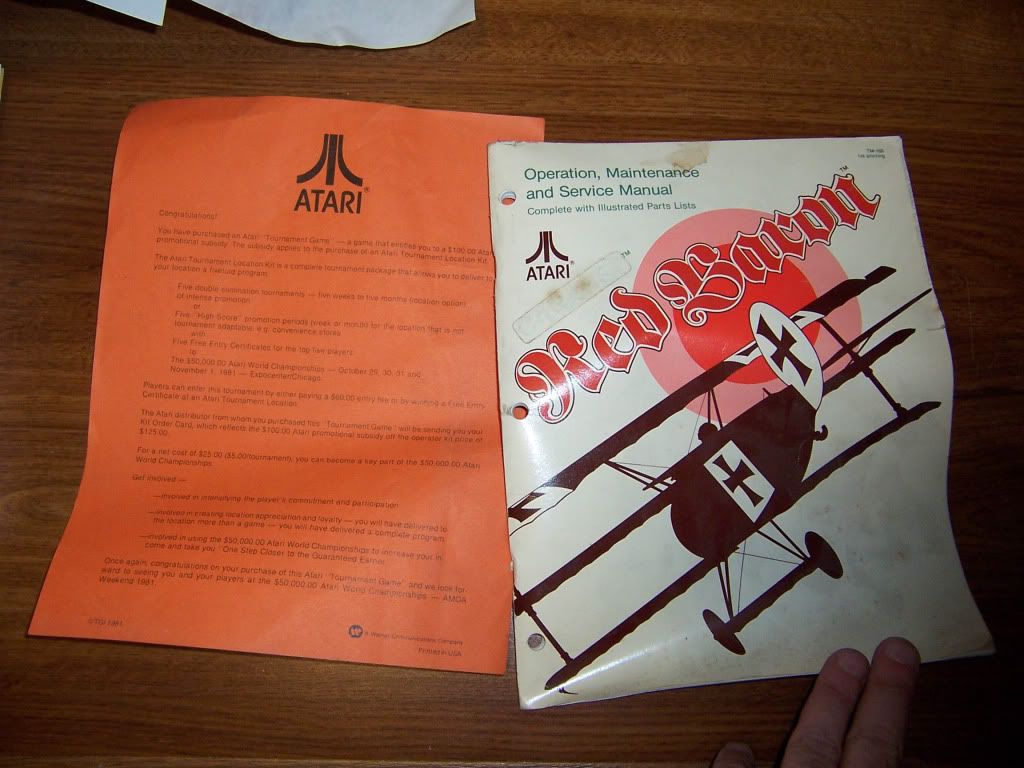 ATARI®
Congratulations!
You have purchased an Atari "Tournament Game" — a game that entitles you to a $100.00 Atari
promotional subsidy. The subsidy applies to the purchase of an Atari Tournament Location Kit.
The Atari Tournament Location Kit is a complete tournament package that allows you to deliver to
your location a program.
Five double elimination tournaments — five weeks to five months (location option)
of intense promotion
or
Five "High Score" promotion periods (week or month) for the location that is not
tournament adaptable, e.g. convenience stores
with
Five Free Entry Certificates for the top five players
to
The $50,000.00 Atari World Championships — October 29, 30, 31 and
November 1, 1981 — Expocenter/Chicago.
Players can enter this tournament by either paying a $60.00 entry fee or by winning a Free Entry
Certificate at an Atari Tournament Location.
The Atari distributor from whom you purchased this "Tournament Game" will be sending you your
Kit Order Card, which reflects the $100.00 Atari promotional subsidy off the operator kit price of
$125.00.
For a net cost of $25.00 ($5.00/tournament), you can become a key part of the $50,000.00 Atari
World Championships.
Get involved —
—involved in intensifying the player's commitment and participation
—involved in creating location appreciation and loyalty — you will have delivered to
the location more than a game — you will have delivered a complete program.
—involved in using the $50,000.00 Atari World Championships to increase your in-
come and take you "One Step Closer to the Guaranteed Earner.
Once again, congratulations on your purchase of this Atari "Tournament Game" and we look for-
ward to seeing you and your players at the $50,000.00 Atari World Championships — AMOA
Weekend 1981.
©TGI 1981
A Warner Communications Company
Printed in USA
TM-
1st printing
Operation, Maintenance
and Service Manual
Complete with Illustrated Parts Lists
ATARI®
™
Red Baron™